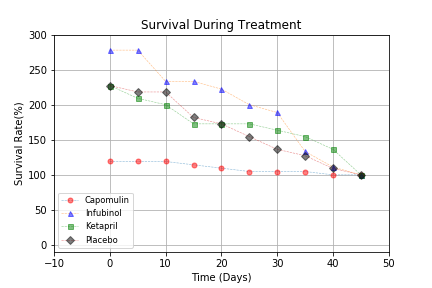 Survival During Treatment
Survival Rate(%)
300
250
200
150
100
50
0
Capomulin
Infubinol
Ketapril
Placebo
−10 0 10 20 30 40 50
Time (Days)